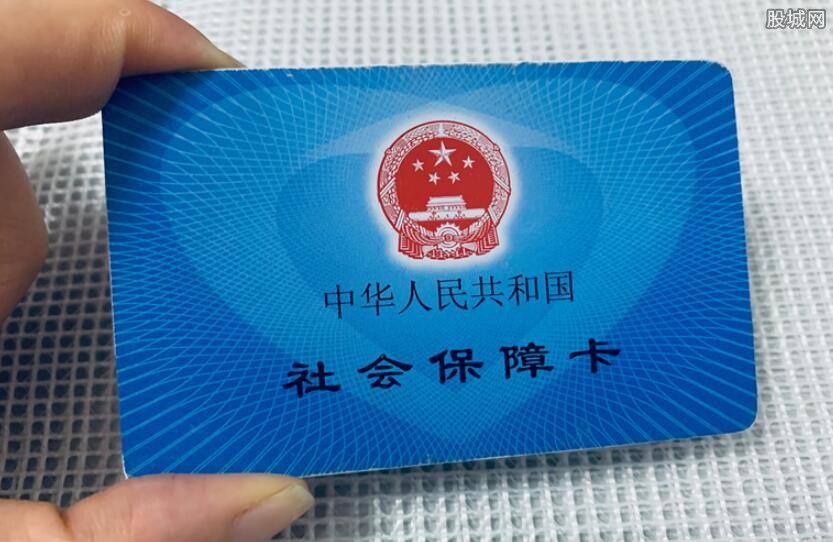 股城网
中华人民共和国
社会保障卡